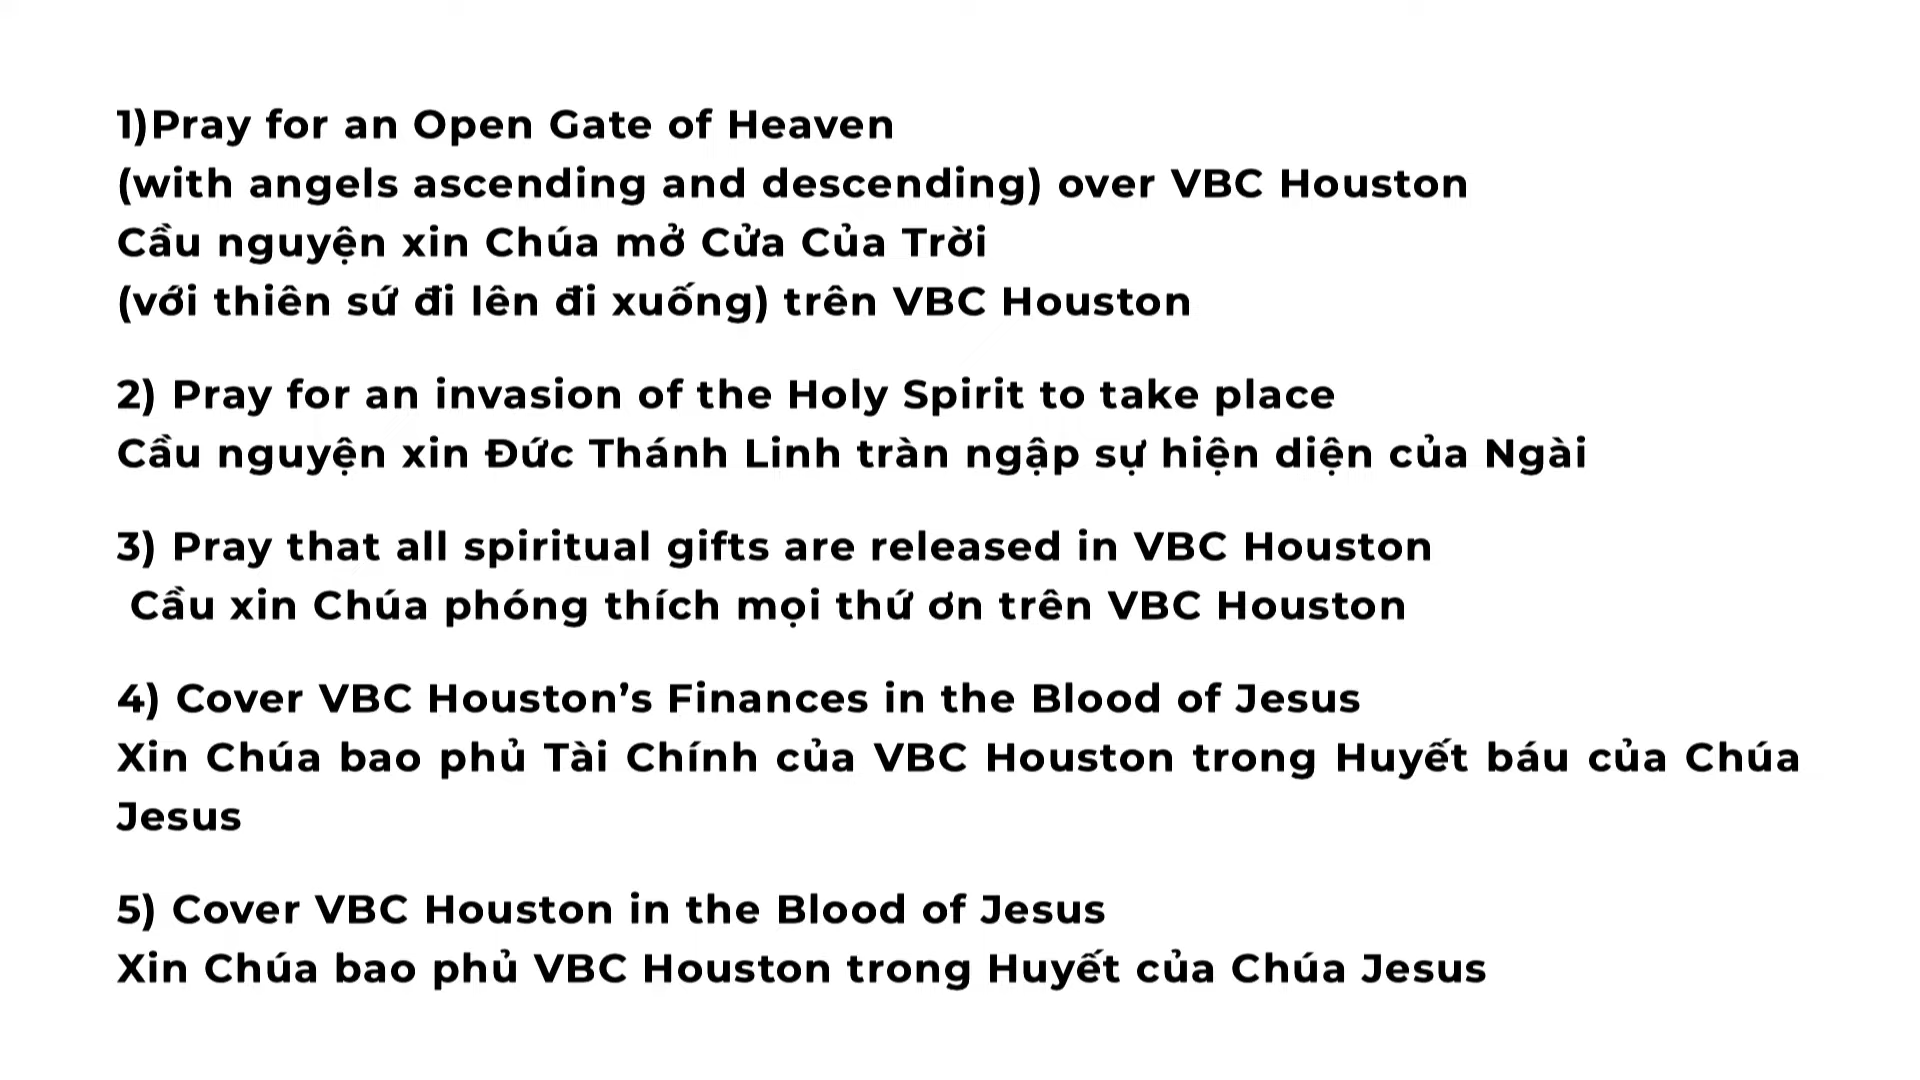 1)Pray for an Open Gate of Heaven
(with angels ascending and descending) over VBC Houston
Cầu nguyện xin Chúa mở Cửa Của Trời
(với thiên sứ đi lên đi xuống) trên VBC Houston
2) Pray for an invasion of the Holy Spirit to take place
Cầu nguyện xin Đức Thánh Linh tràn ngập sự hiện diện của Ngài
3) Pray that all spiritual gifts are released in VBC Houston
Cầu xin Chúa phóng thích mọi thứ ơn trên VBC Houston
4) Cover VBC Houston’s Finances in the Blood of Jesus
Xin Chúa bao phủ Tài Chính của VBC Houston trong Huyết báu của Chúa
Jesus
5) Cover VBC Houston in the Blood of Jesus
Xin Chúa bao phủ VBC Houston trong Huyết của Chúa Jesus